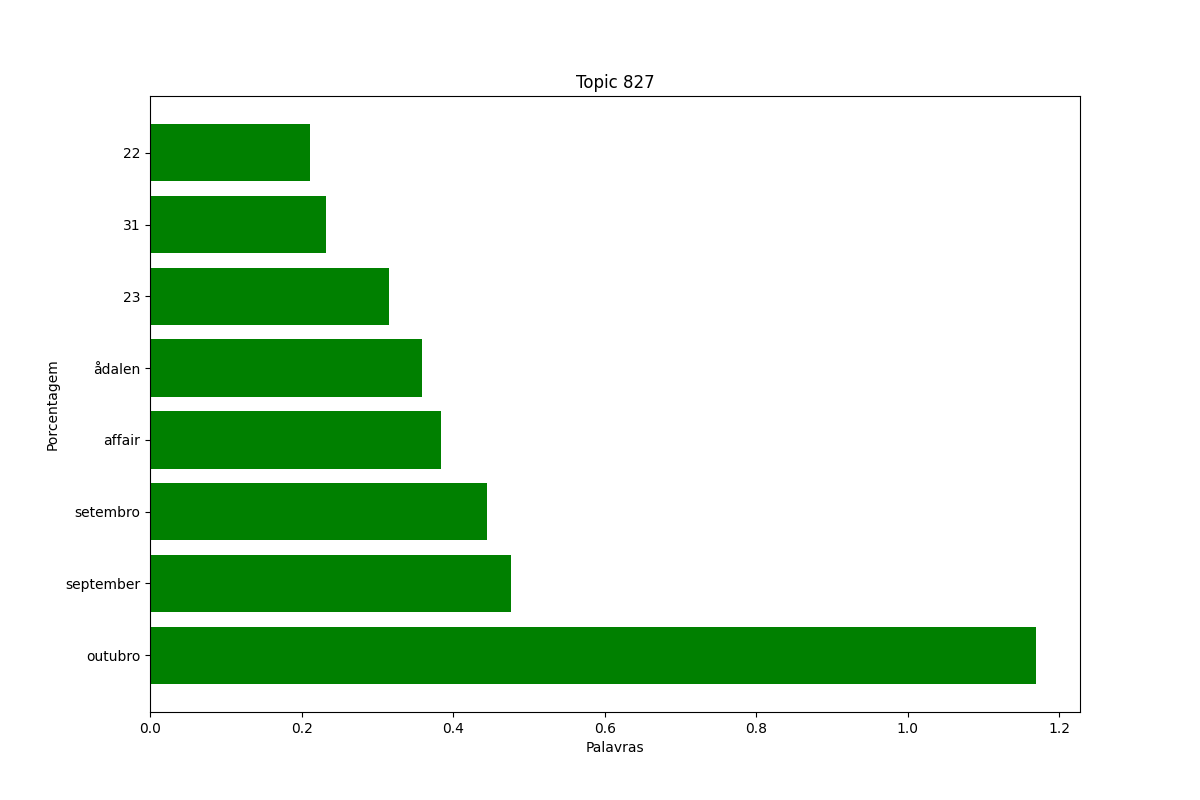 Topic 827
22
31
23
ådalen
affair
setembro
september
outubro
Porcentagem
0.0 0.2 0.4 0.6 0.8 1.0 1.2
Palavras